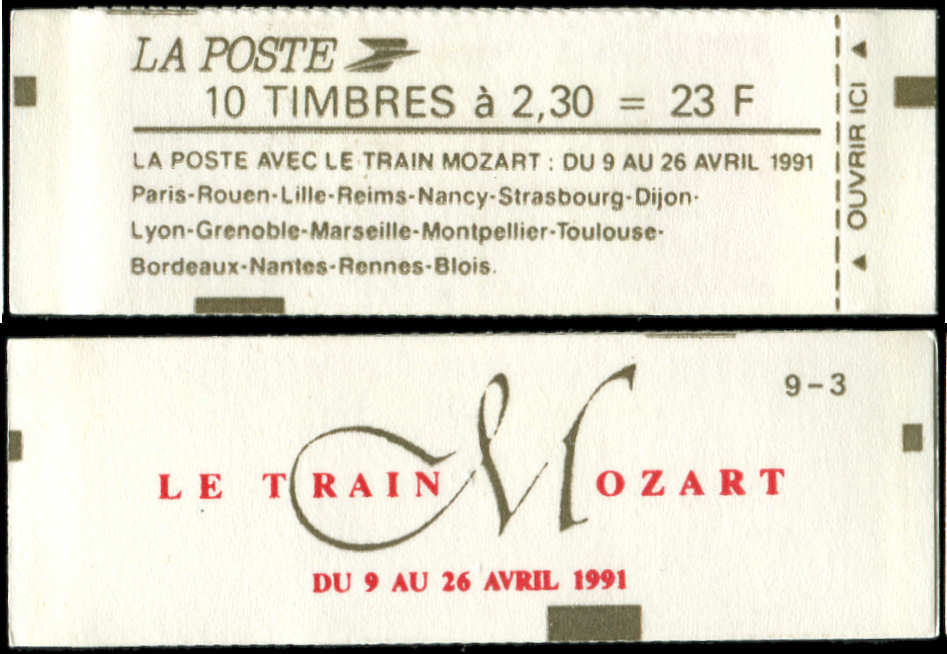 LA POSTE
10 TIMBRES à 2,30 = 23 F
LA POSTE AVEC LE TRAIN MOZART : DU 9 AU 26 AVRIL 1991
Paris-Rouen-Lille-Reims-Nancy-Strasbourg-Dijon-
Lyon-Grenoble-Marseille-Montpellier-Toulouse-
Bordeaux-Nantes-Rennes-Blois.
OUVRIR ICI
9-3
LE TRAIN MOZART
DU 9 AU 26 AVRIL 1991